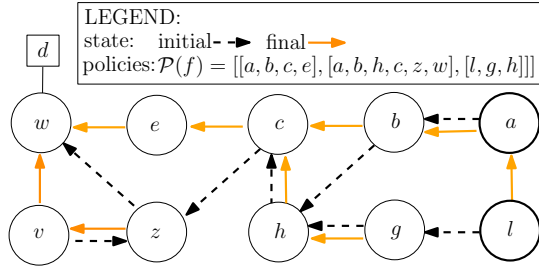 LEGEND:
state: initial final
policies: 𝒫(f) = [[a, b, c, e], [a, b, h, c, z, w], [l, g, h]]]
d
w e c b a
v z h g l